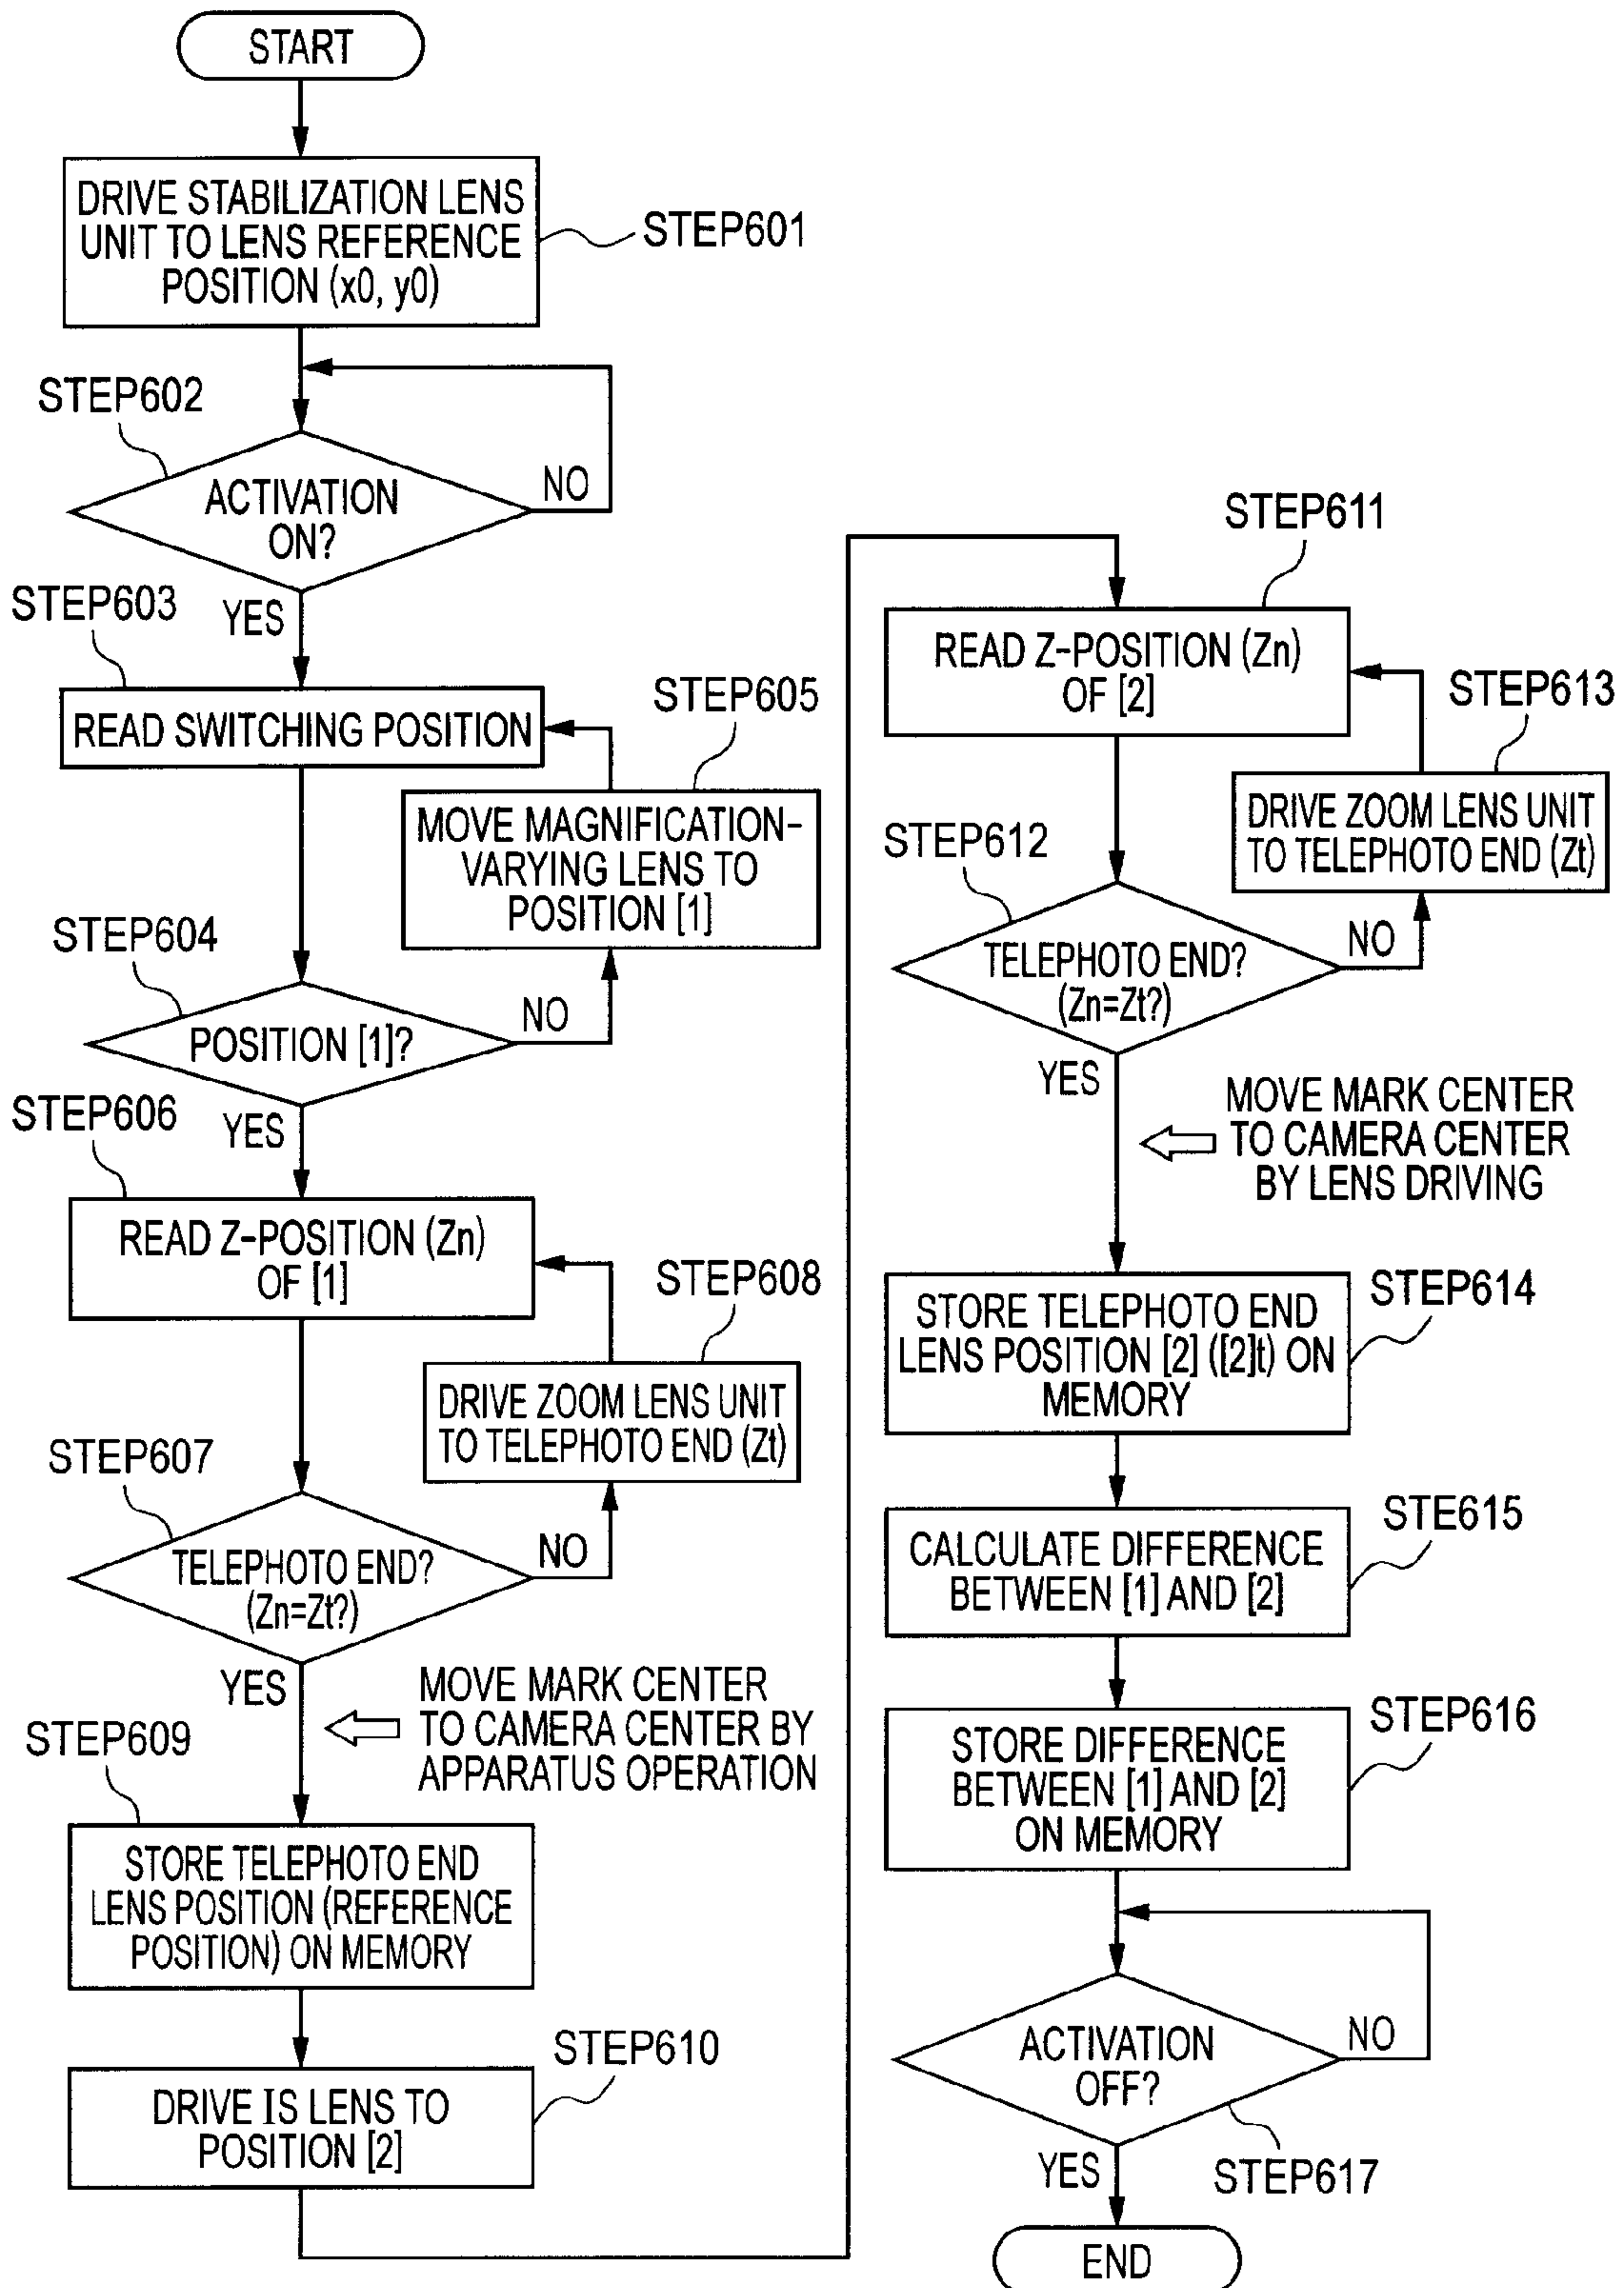 START
DRIVE STABILIZATION LENS
UNIT TO LENS REFERENCE
POSITION (x0, y0)
STEP601
STEP602
ACTIVATION
ON?
NO
YES
STEP603
READ SWITCHING POSITION
STEP605
MOVE MAGNIFICATION-
VARYING LENS TO
POSITION [1]
STEP604
POSITION [1]?
NO
YES
STEP606
READ Z-POSITION (Zn)
OF [1]
STEP608
DRIVE ZOOM LENS UNIT
TO TELEPHOTO END (Zt)
STEP607
TELEPHOTO END?
(Zn=Zt?)
NO
YES
MOVE MARK CENTER
TO CAMERA CENTER BY
APPARATUS OPERATION
STEP609
STORE TELEPHOTO END
LENS POSITION (REFERENCE
POSITION) ON MEMORY
STEP610
DRIVE IS LENS TO
POSITION [2]
STEP611
READ Z-POSITION (Zn)
OF [2]
STEP613
DRIVE ZOOM LENS UNIT
TO TELEPHOTO END (Zt)
STEP612
TELEPHOTO END?
(Zn=Zt?)
NO
YES
MOVE MARK CENTER
TO CAMERA CENTER
BY LENS DRIVING
STEP614
STORE TELEPHOTO END
LENS POSITION [2] ([2]t) ON
MEMORY
STE615
CALCULATE DIFFERENCE
BETWEEN [1] AND [2]
STEP616
STORE DIFFERENCE
BETWEEN [1] AND [2]
ON MEMORY
ACTIVATION
OFF?
NO
YES
STEP617
END